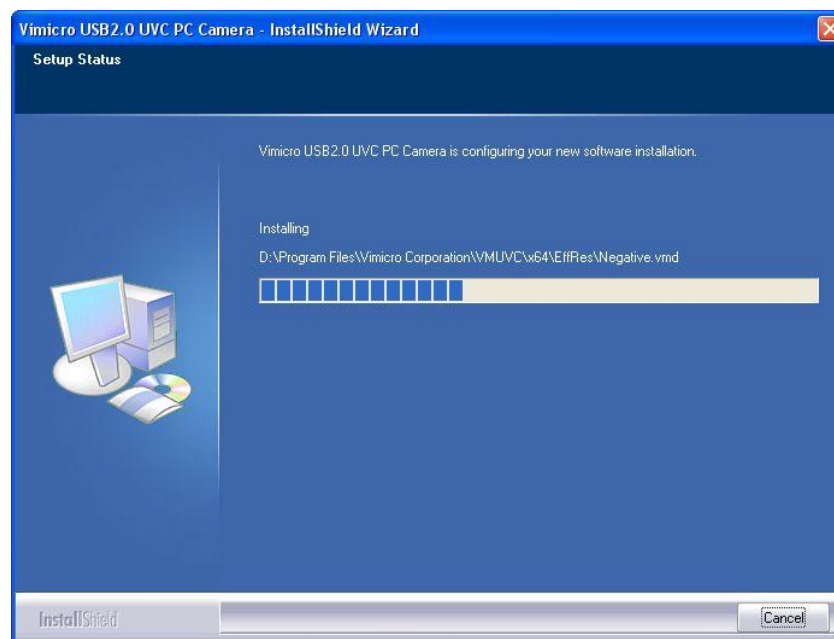 Vimicro USB2.0 UVC PC Camera - InstallShield Wizard
Setup Status
Vimicro USB2.0 UVC PC Camera is configuring your new software installation.
Installing
D:\Program Files\Vimicro Corporation\VMUVC\x64\EffRes\Negative.vmd
InstallShield
Cancel